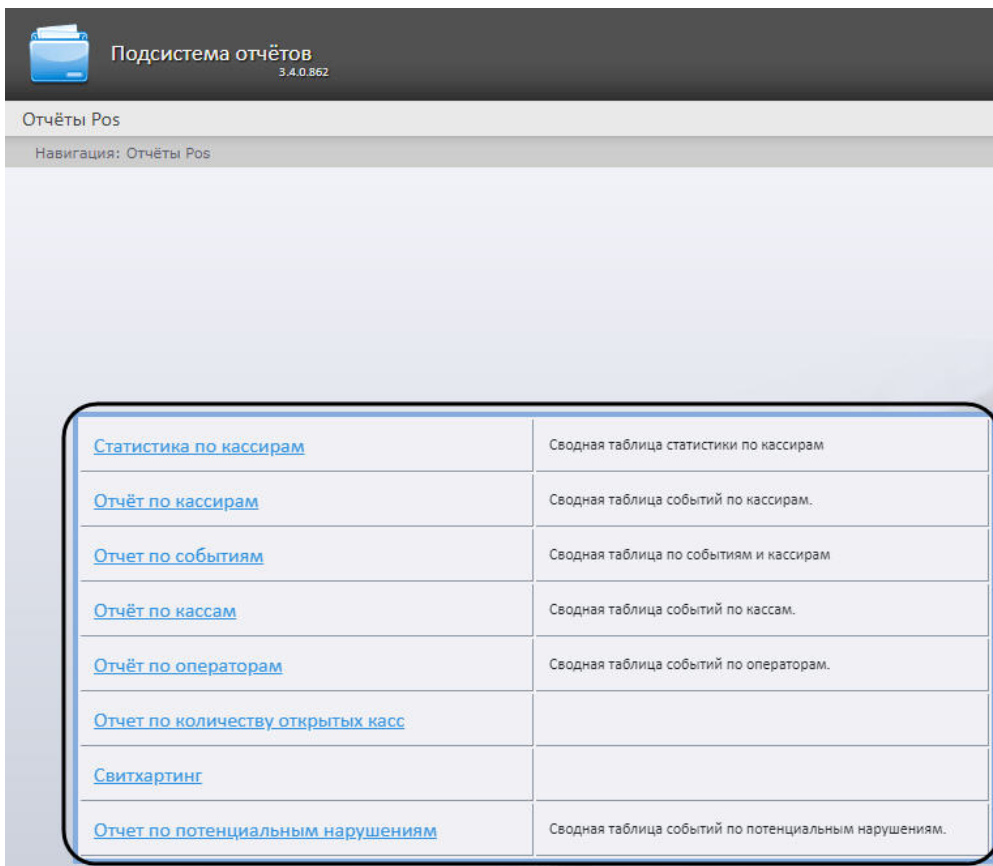 Подсистема отчётов
3.4.0.862
Отчёты Pos
Навигация: Отчёты Pos
Статистика по кассирам
Сводная таблица статистики по кассирам
Отчёт по кассирам
Сводная таблица событий по кассирам.
Отчет по событиям
Сводная таблица по событиям и кассирам
Отчёт по кассам
Сводная таблица событий по кассам.
Отчёт по операторам
Сводная таблица событий по операторам.
Отчет по количеству открытых касс
Свитхартинг
Отчет по потенциальным нарушениям
Сводная таблица событий по потенциальным нарушениям.